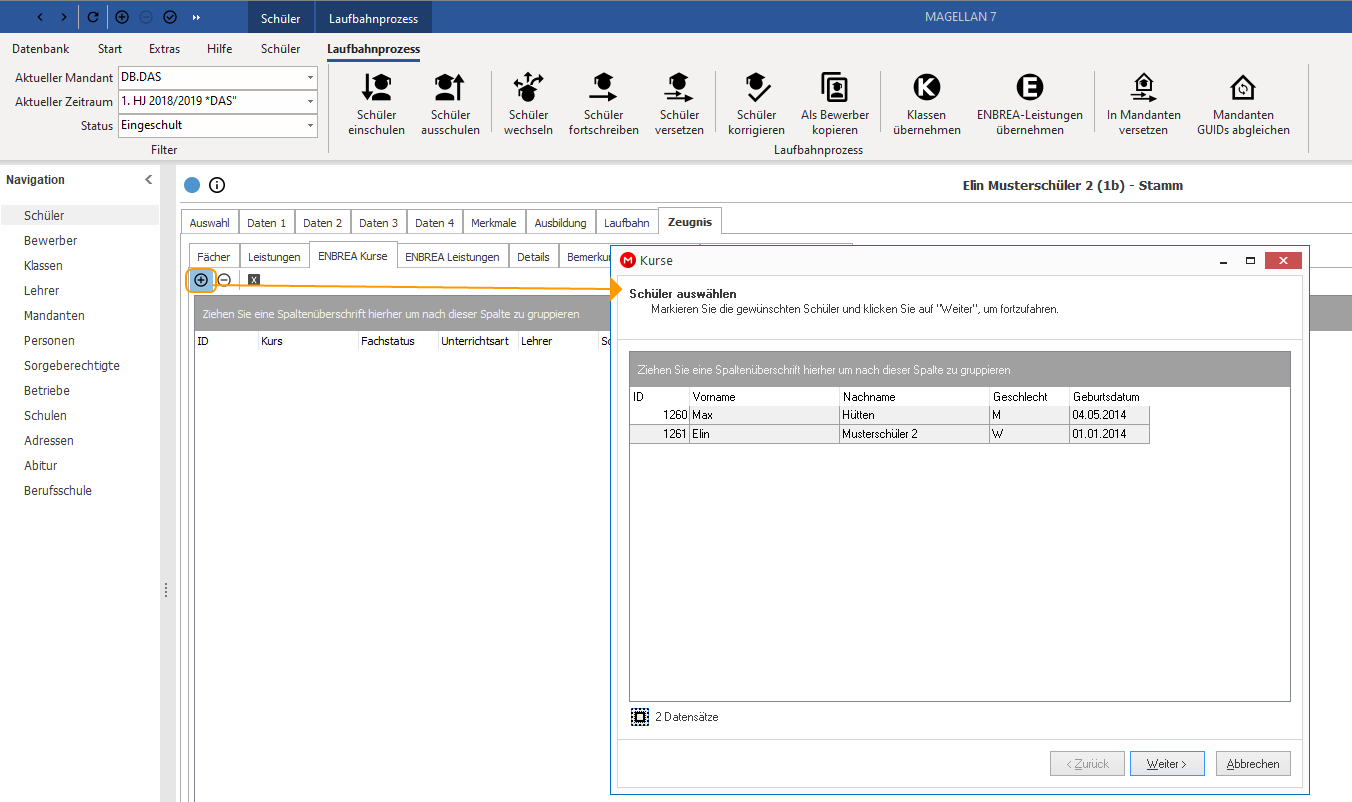 Schüler Laufbahnprozess MAGELLAN 7
Datenbank Start Extras Hilfe Schüler Laufbahnprozess
Aktueller Mandant DB.DAS
Aktueller Zeitraum 1. HJ 2018/2019 *DAS"
Status Eingeschult
Filter
Schüler einschulen
Schüler ausschulen
Schüler wechseln
Schüler fortschreiben
Schüler versetzen
Schüler korrigieren
Als Bewerber kopieren
Klassen übernehmen
ENBREA-Leistungen übernehmen
In Mandanten versetzen
Mandanten GUIDs abgleichen
Laufbahnprozess
Navigation
Schüler
Bewerber
Klassen
Lehrer
Mandanten
Personen
Sorgeberechtigte
Betriebe
Schulen
Adressen
Abitur
Berufsschule
Elin Musterschüler 2 (1b) - Stamm
Auswahl Daten 1 Daten 2 Daten 3 Daten 4 Merkmale Ausbildung Laufbahn Zeugnis
Fächer Leistungen ENBREA Kurse ENBREA Leistungen Details Bemerku
X
Ziehen Sie eine Spaltenüberschrift hierher um nach dieser Spalte zu gruppieren
ID Kurs Fachstatus Unterrichtsart Lehrer Sc
M Kurse
Schüler auswählen
Markieren Sie die gewünschten Schüler und klicken Sie auf "Weiter", um fortzufahren.
Ziehen Sie eine Spaltenüberschrift hierher um nach dieser Spalte zu gruppieren
ID Vorname Nachname Geschlecht Geburtsdatum
1260 Max Hütten M 04.05.2014
1261 Elin Musterschüler 2 W 01.01.2014
2 Datensätze
< Zurück Weiter > Abbrechen